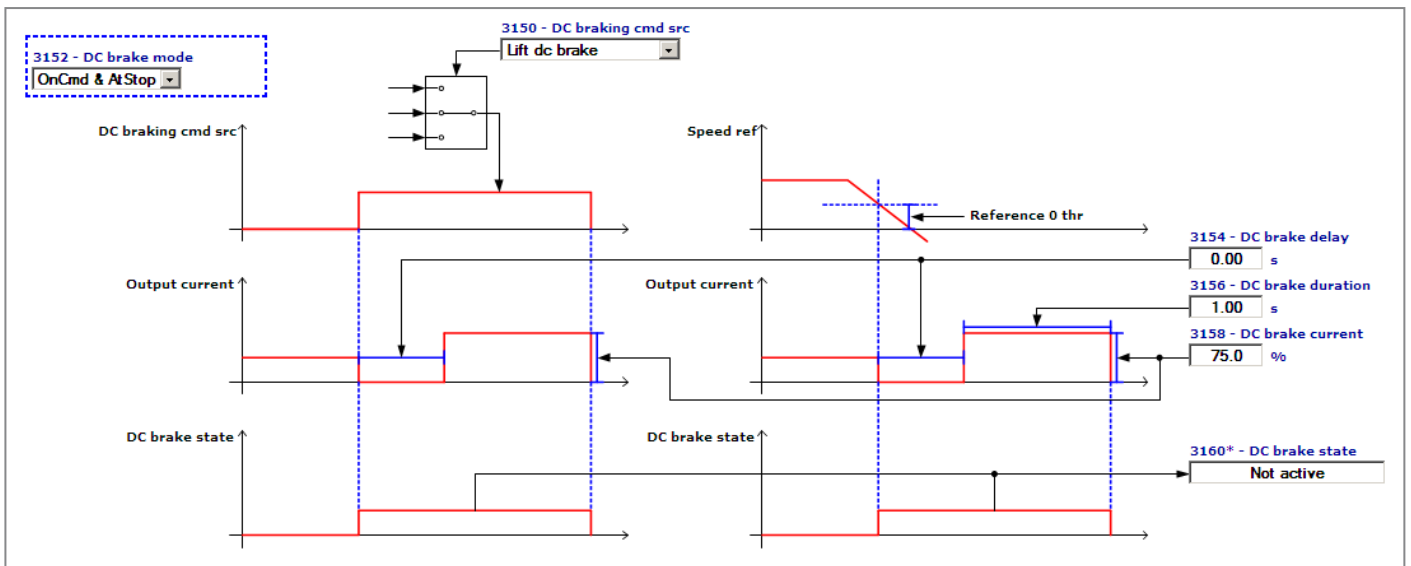 3150 - DC braking cmd src
Lift dc brake
3152 - DC brake mode
OnCmd & AtStop
DC braking cmd src
Speed ref
Reference 0 thr
3154 - DC brake delay
0.00 s
Output current
Output current
3156 - DC brake duration
1.00 s
3158 - DC brake current
75.0 %
DC brake state
DC brake state
3160* - DC brake state
Not active